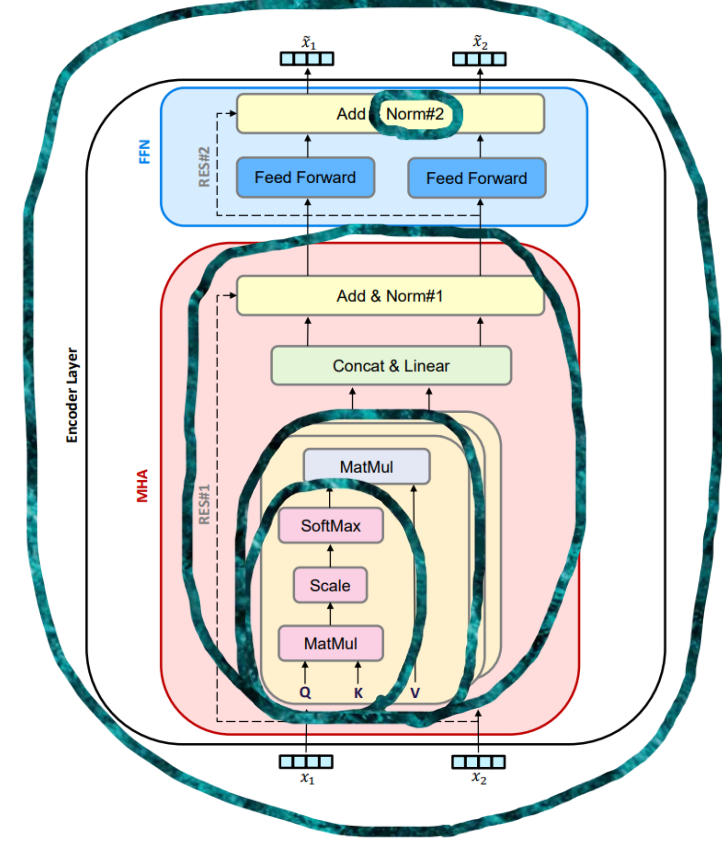 x̃₁ x̃₂
Add Norm#2
FFN
RES#2
Feed Forward Feed Forward
Add & Norm#1
Concat & Linear
Encoder Layer
MHA
RES#1
MatMul
SoftMax
Scale
MatMul
Q K V
x₁ x₂